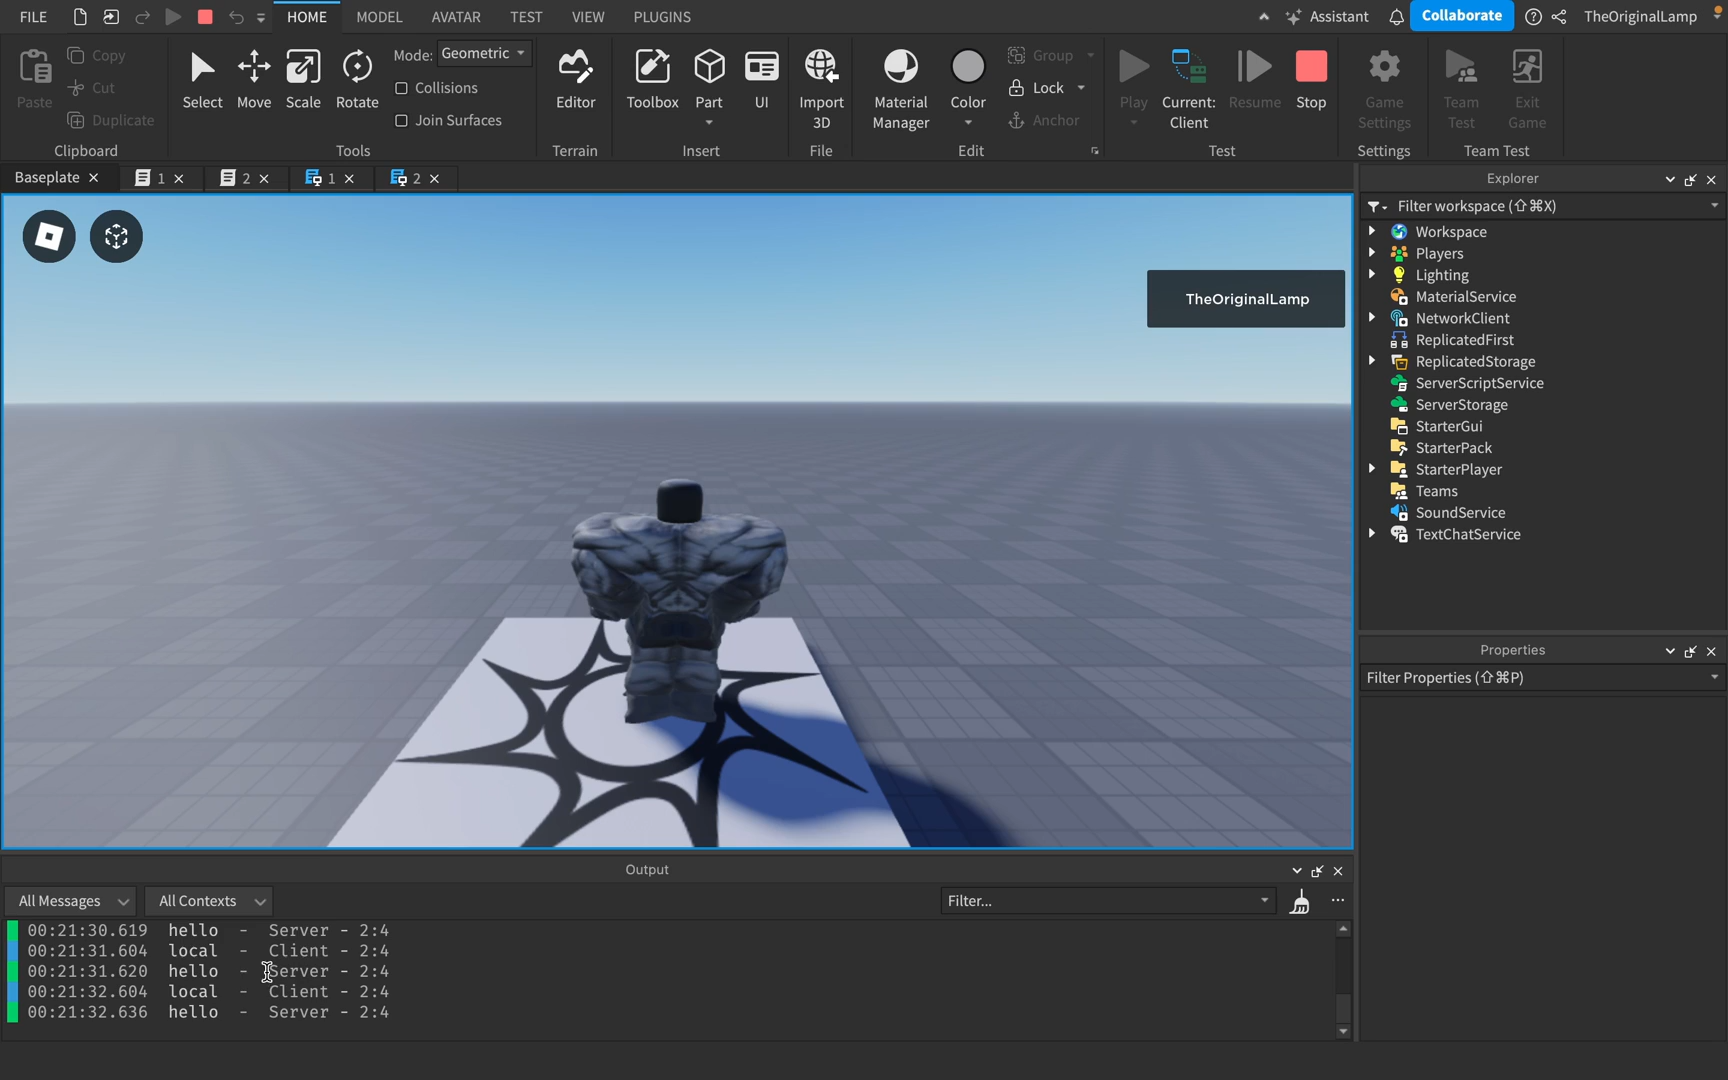 FILE HOME MODEL AVATAR TEST VIEW PLUGINS Assistant Collaborate TheOriginalLamp
Paste
Copy
Cut
Duplicate
Clipboard
Select
Move
Scale
Rotate
Mode: Geometric
Collisions
Join Surfaces
Tools
Editor
Terrain
Toolbox
Part
UI
Insert
Import
3D
File
Material
Manager
Color
Group
Lock
Anchor
Edit
Play
Current:
Client
Resume
Stop
Test
Game
Settings
Settings
Team
Test
Exit
Game
Team Test
Baseplate 1 2 1 2
TheOriginalLamp
Explorer
Filter workspace (⇧⌘X)
Workspace
Players
Lighting
MaterialService
NetworkClient
ReplicatedFirst
ReplicatedStorage
ServerScriptService
ServerStorage
StarterGui
StarterPack
StarterPlayer
Teams
SoundService
TextChatService
Properties
Filter Properties (⇧⌘P)
Output
All Messages All Contexts Filter...
00:21:30.619 hello - Server - 2:4
00:21:31.604 local - Client - 2:4
00:21:31.620 hello - Server - 2:4
00:21:32.604 local - Client - 2:4
00:21:32.636 hello - Server - 2:4